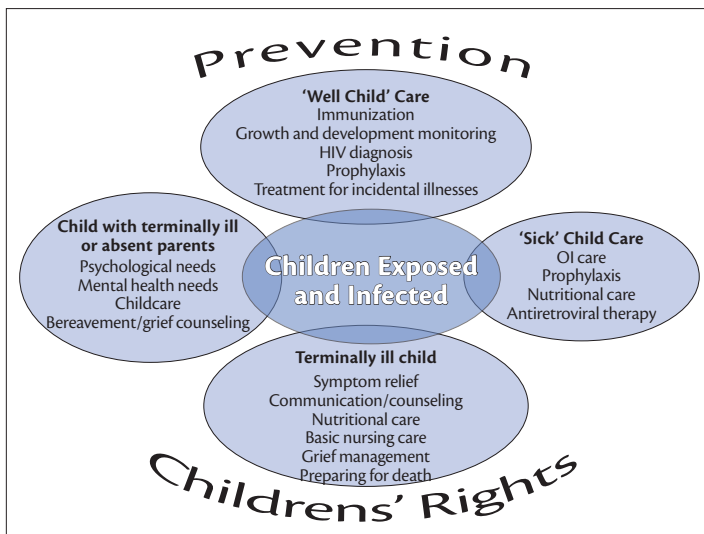 Prevention
‘Well Child’ Care
Immunization
Growth and development monitoring
HIV diagnosis
Prophylaxis
Treatment for incidental illnesses
Child with terminally ill
or absent parents
Psychological needs
Mental health needs
Childcare
Bereavement/grief counseling
Children Exposed
and Infected
‘Sick’ Child Care
OI care
Prophylaxis
Nutritional care
Antiretroviral therapy
Terminally ill child
Symptom relief
Communication/counseling
Nutritional care
Basic nursing care
Grief management
Preparing for death
Childrens’ Rights